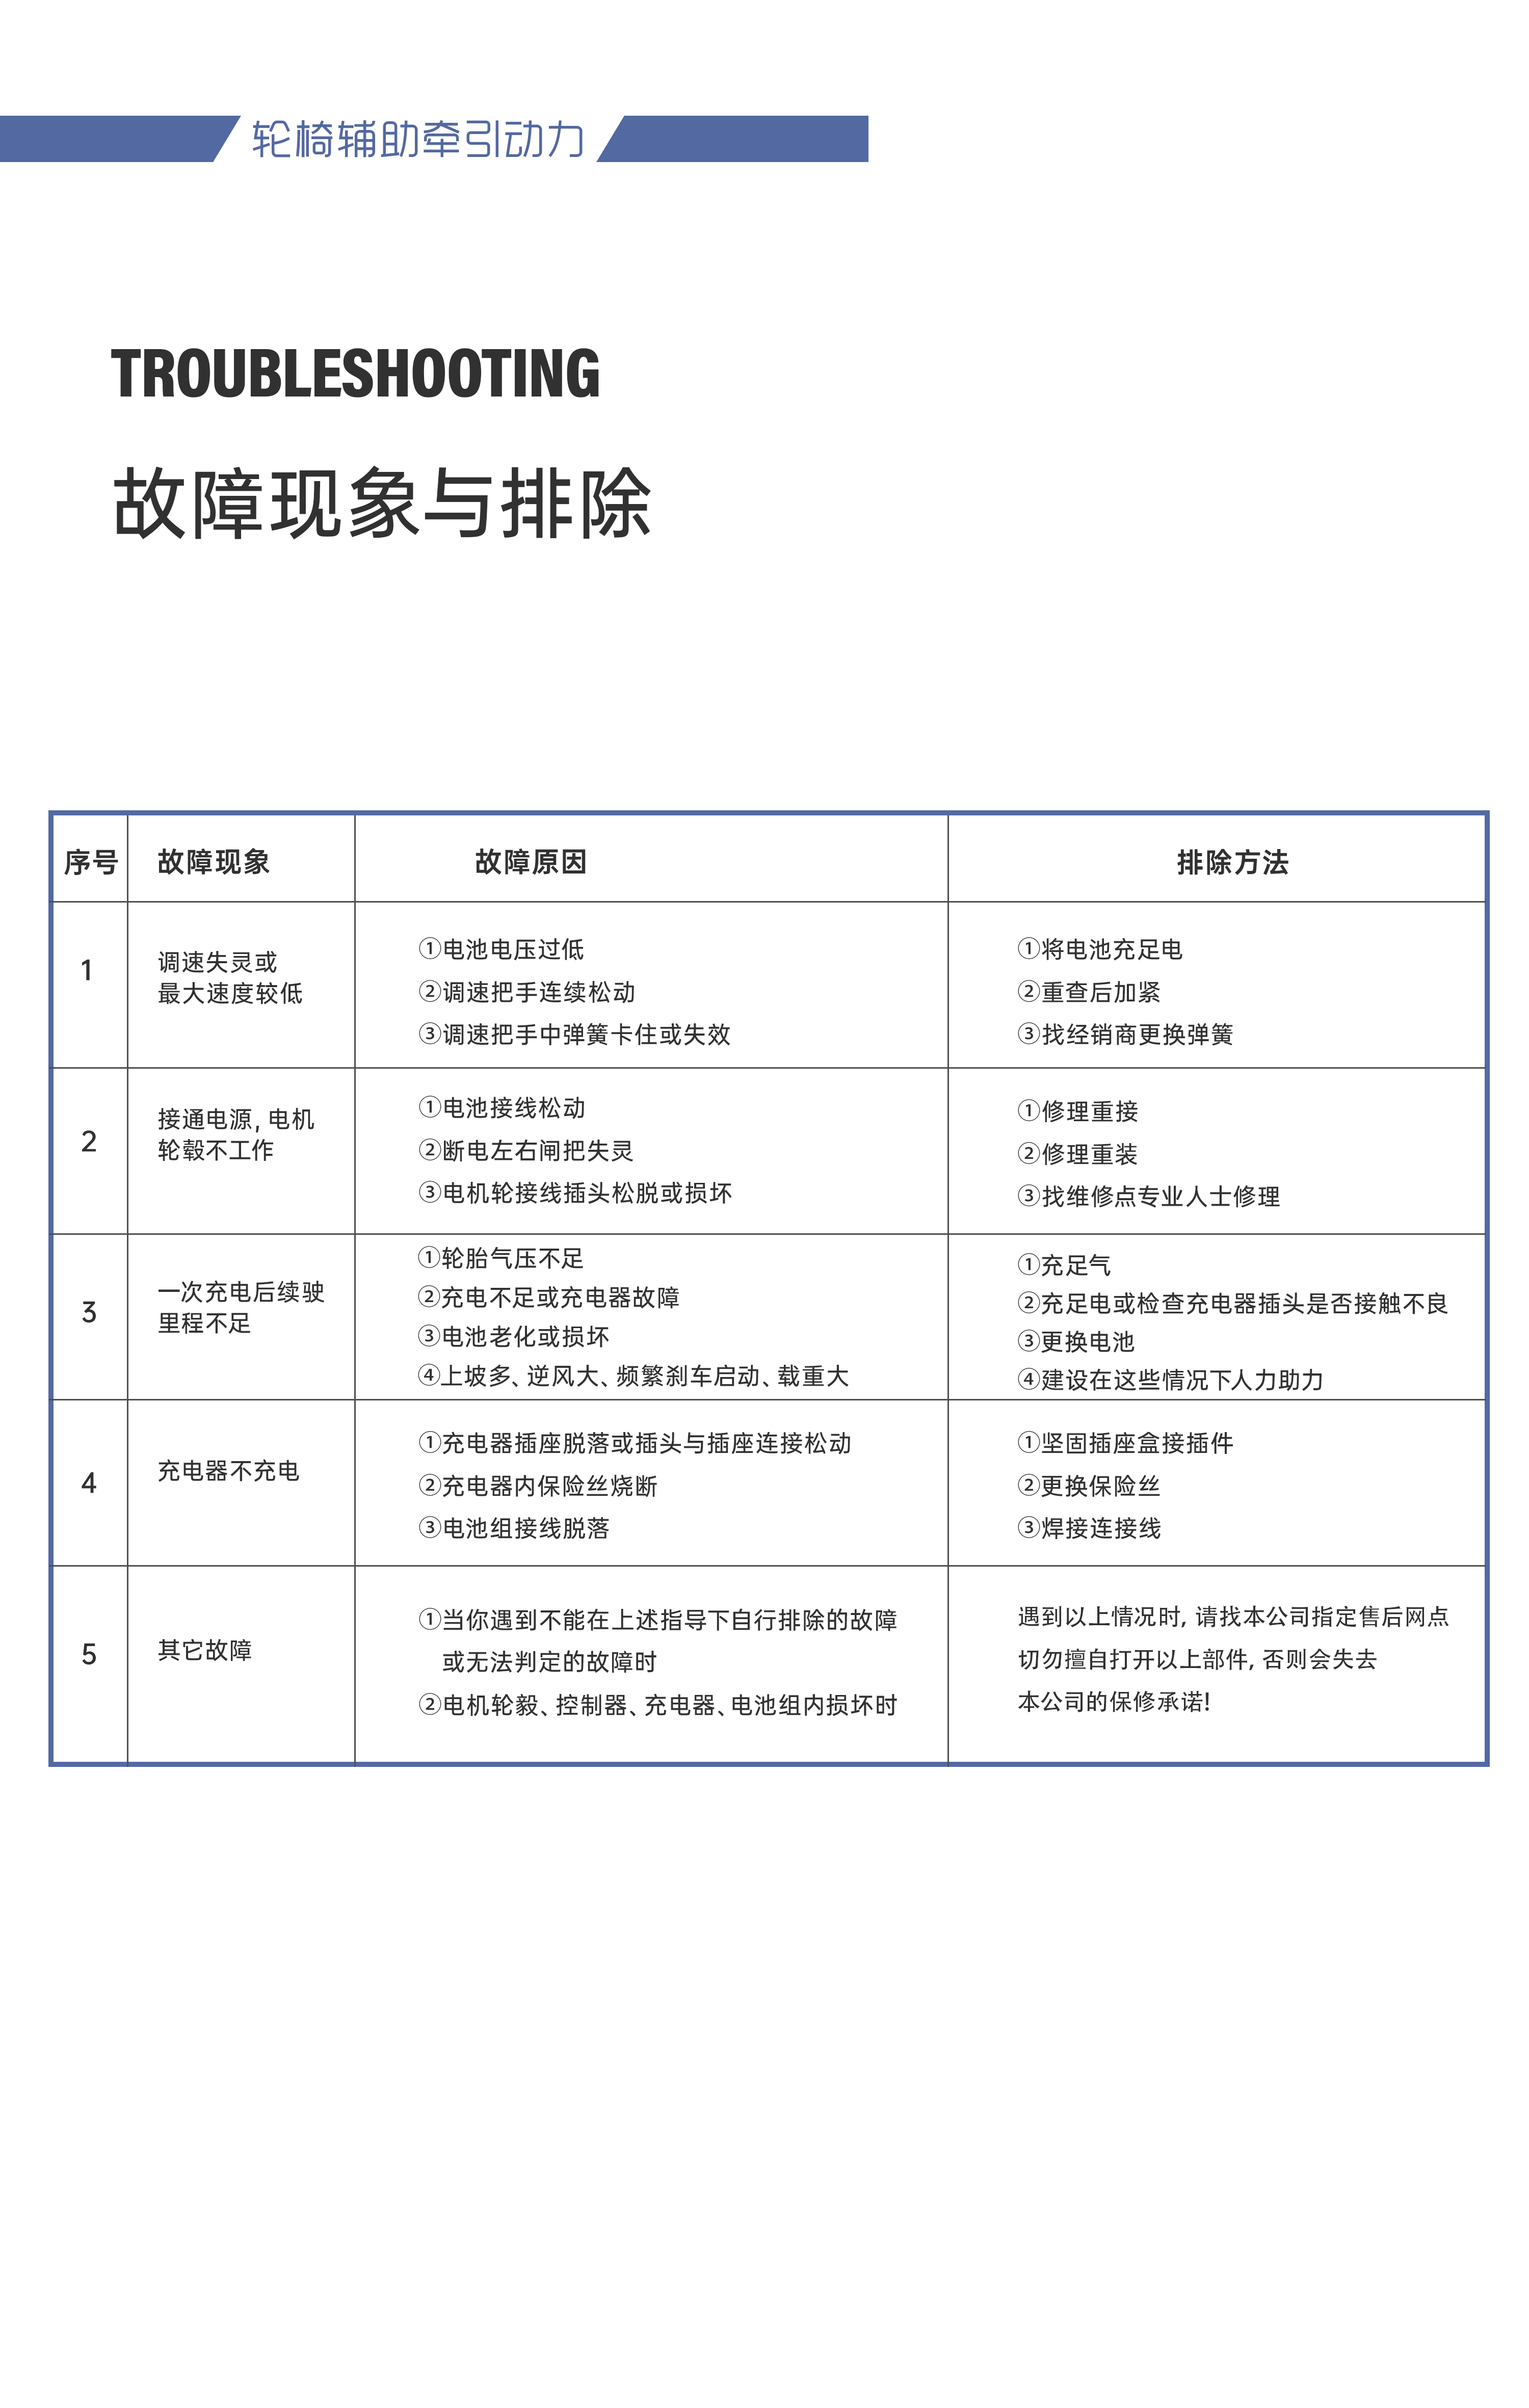 轮椅辅助牵引动力
TROUBLESHOOTING
故障现象与排除
序号 故障现象 故障原因 排除方法
1
调速失灵或
最大速度较低
①电池电压过低
②调速把手连续松动
③调速把手中弹簧卡住或失效
①将电池充足电
②重查后加紧
③找经销商更换弹簧
2
接通电源, 电机
轮毂不工作
①电池接线松动
②断电左右闸把失灵
③电机轮接线插头松脱或损坏
①修理重接
②修理重装
③找维修点专业人士修理
3
一次充电后续驶
里程不足
①轮胎气压不足
②充电不足或充电器故障
③电池老化或损坏
④上坡多、逆风大、频繁刹车启动、载重大
①充足气
②充足电或检查充电器插头是否接触不良
③更换电池
④建设在这些情况下人力助力
4
充电器不充电
①充电器插座脱落或插头与插座连接松动
②充电器内保险丝烧断
③电池组接线脱落
①坚固插座盒接插件
②更换保险丝
③焊接连接线
5
其它故障
①当你遇到不能在上述指导下自行排除的故障
或无法判定的故障时
②电机轮毅、控制器、充电器、电池组内损坏时
遇到以上情况时, 请找本公司指定售后网点
切勿擅自打开以上部件, 否则会失去
本公司的保修承诺!